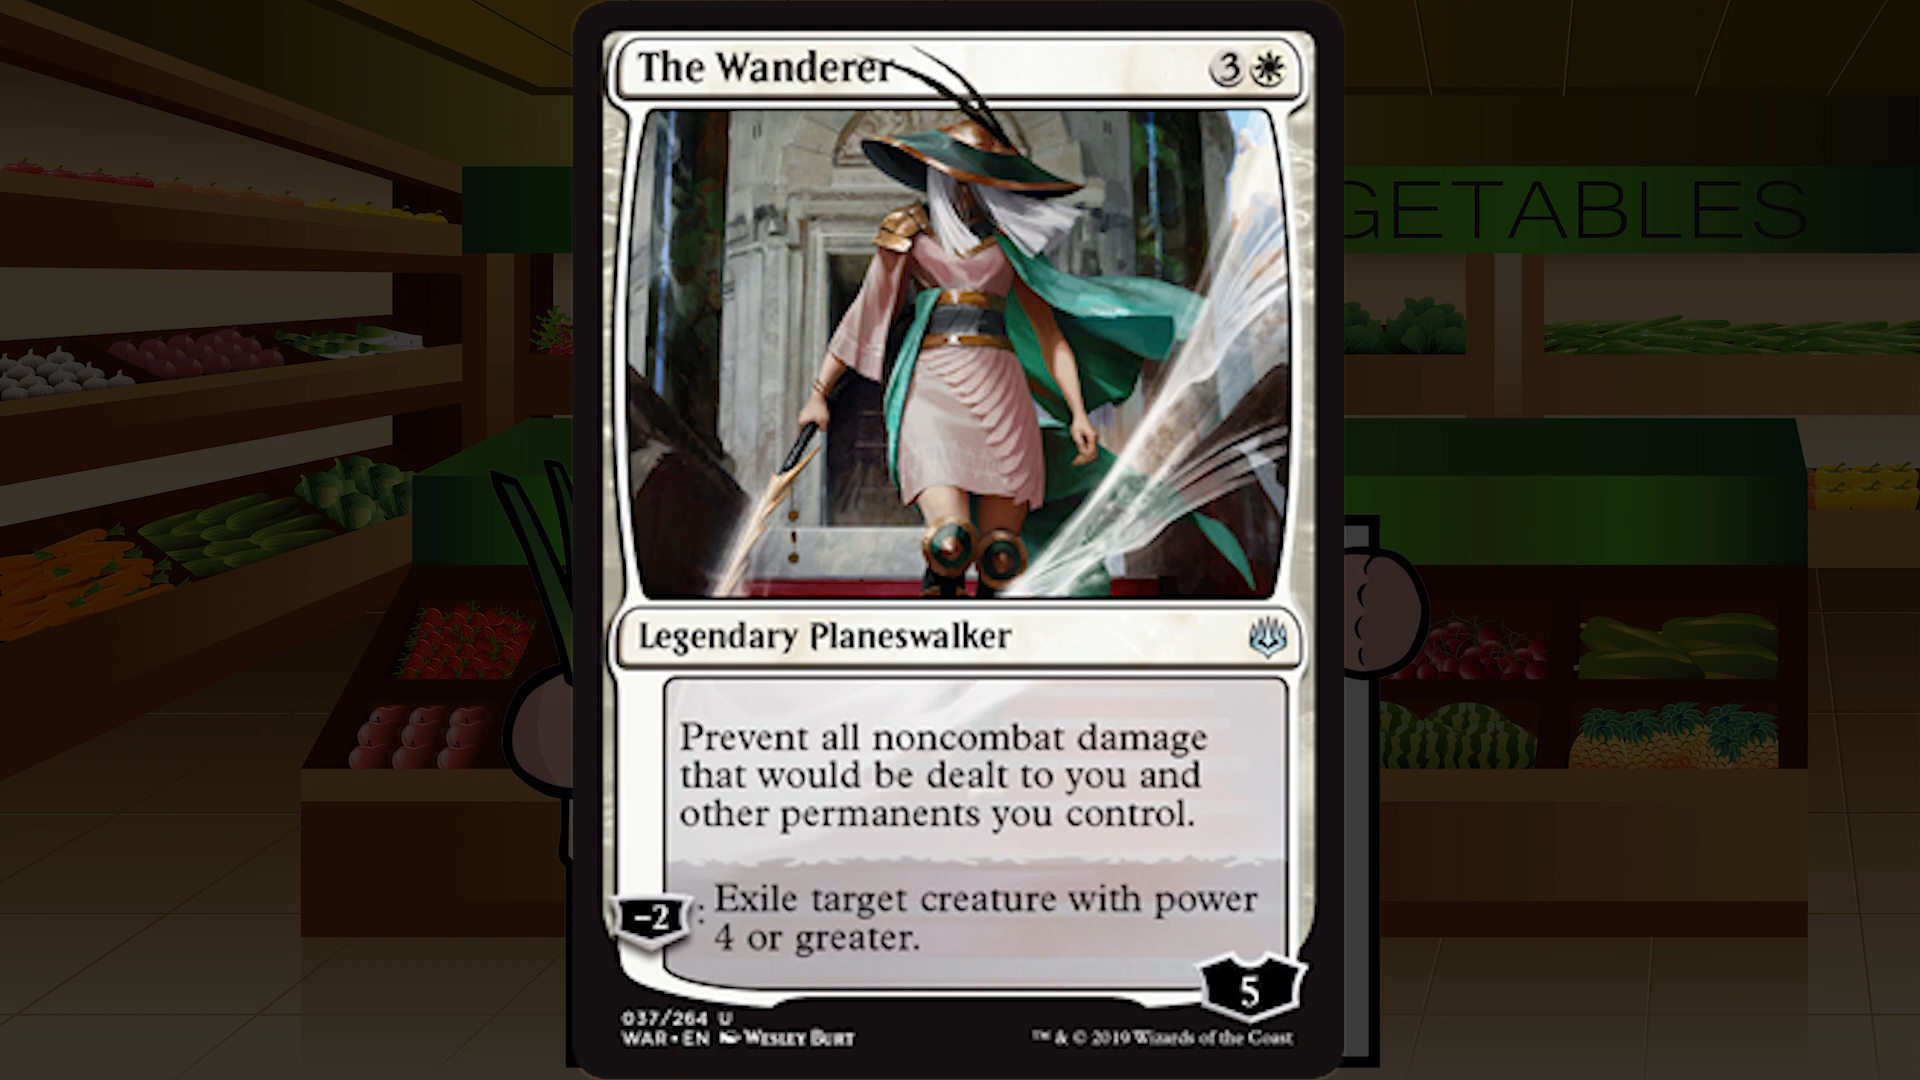 The Wanderer 3
GETABLES
Legendary Planeswalker
Prevent all noncombat damage
that would be dealt to you and
other permanents you control.
-2: Exile target creature with power
4 or greater.
5
037/264 U
WAR • EN Wesley Burt
™ & © 2019 Wizards of the Coast